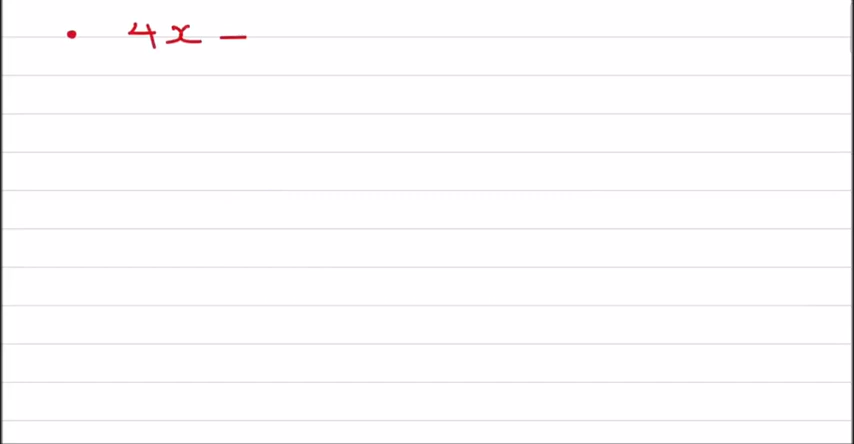 • 4x –